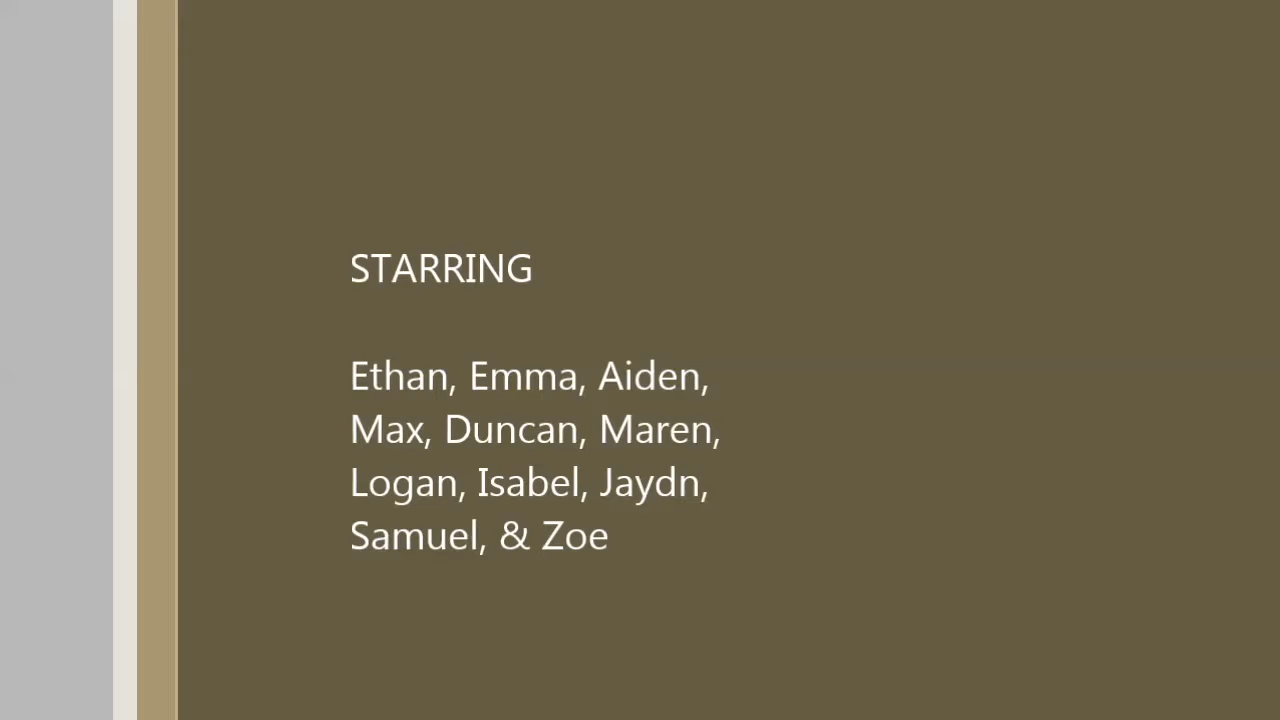 STARRING
Ethan, Emma, Aiden,
Max, Duncan, Maren,
Logan, Isabel, Jaydn,
Samuel, & Zoe